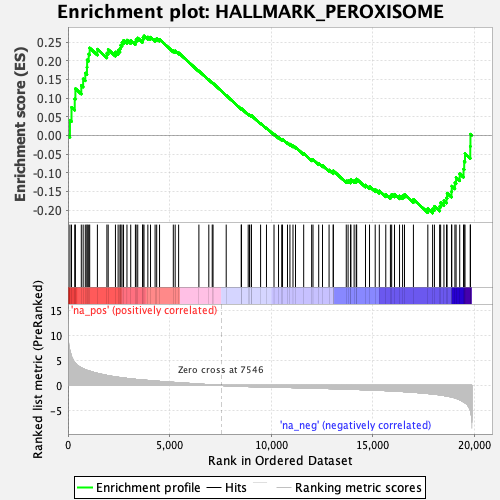 Enrichment plot: HALLMARK_PEROXISOME
Enrichment score (ES)
0.25
0.20
0.15
0.10
0.05
0.00
-0.05
-0.10
-0.15
-0.20
'na_pos' (positively correlated)
Ranked list metric (PreRanked)
15
10
5
0
-5
Zero cross at 7546
'na_neg' (negatively correlated)
0
5,000
10,000
15,000
20,000
Rank in Ordered Dataset
Enrichment profile
Hits
Ranking metric scores